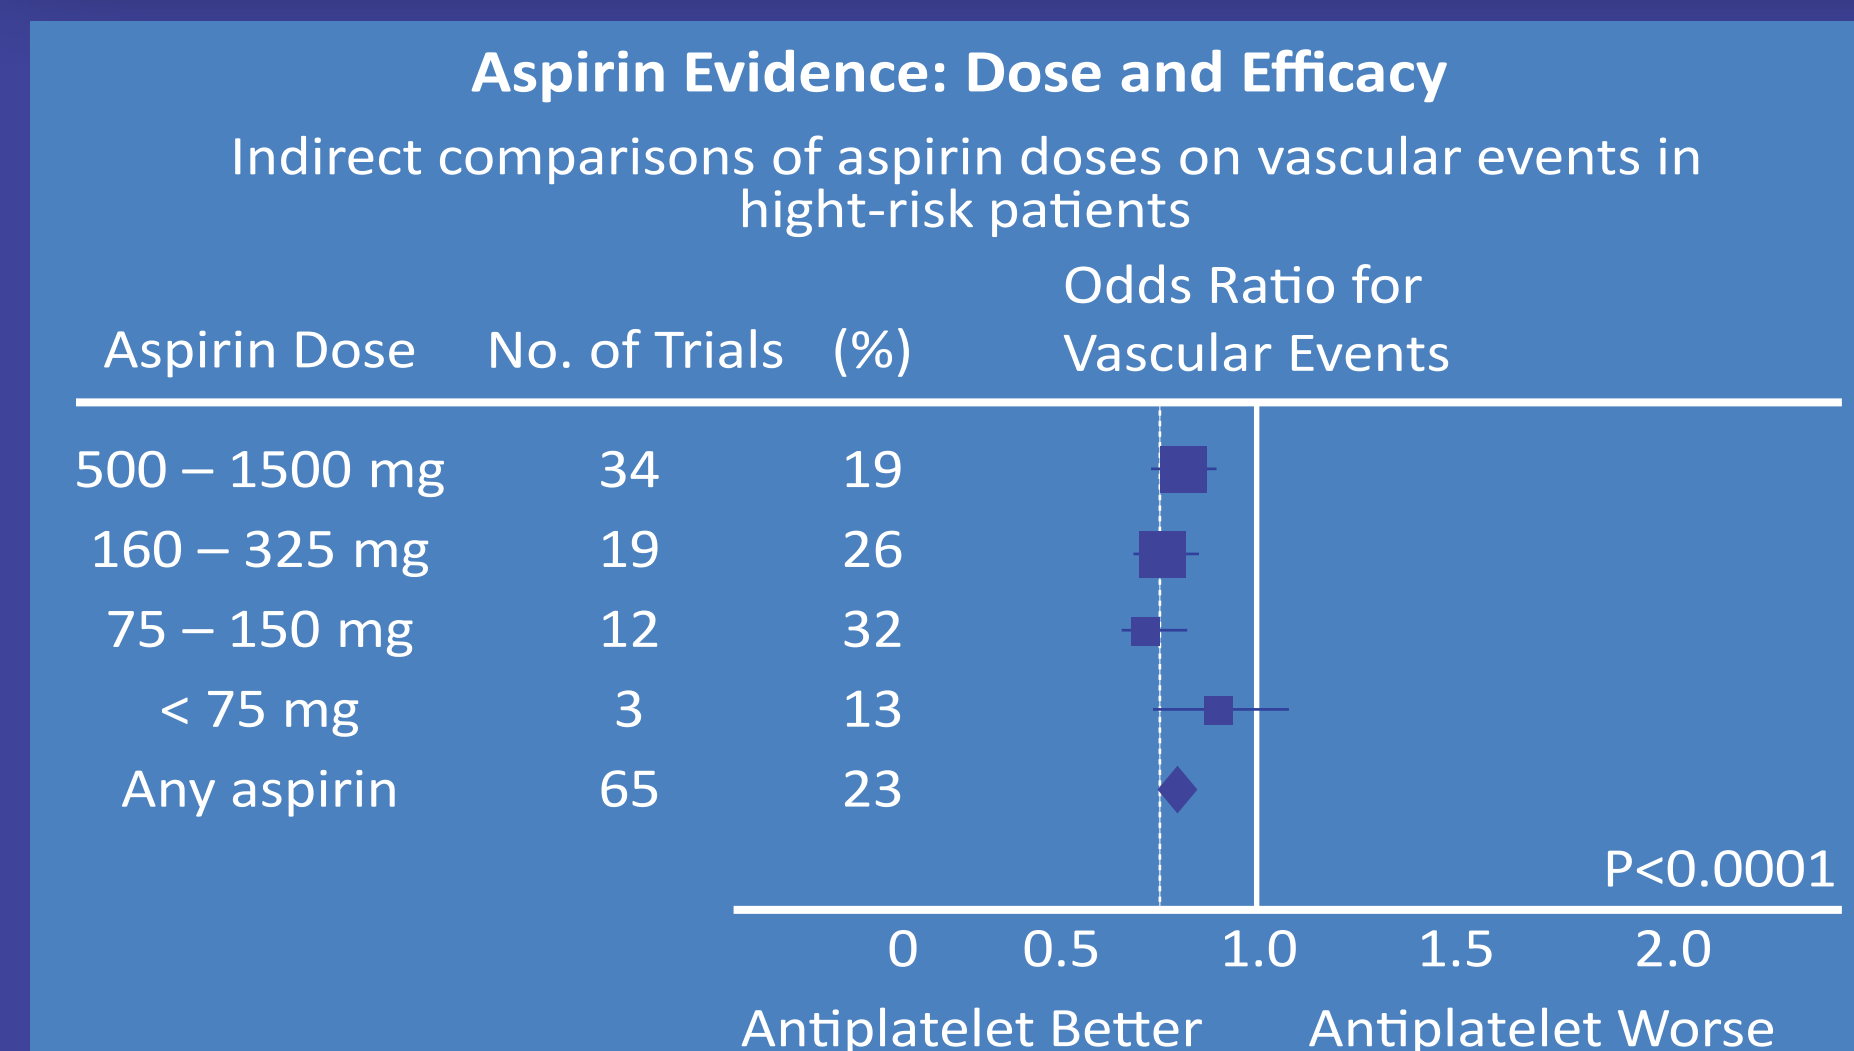 Aspirin Evidence: Dose and Efficacy
Indirect comparisons of aspirin doses on vascular events in
hight-risk patients
Odds Ratio for
Aspirin Dose No. of Trials (%) Vascular Events
500 – 1500 mg 34 19
160 – 325 mg 19 26
75 – 150 mg 12 32
< 75 mg 3 13
Any aspirin 65 23
P<0.0001
0 0.5 1.0 1.5 2.0
Antiplatelet Better Antiplatelet Worse